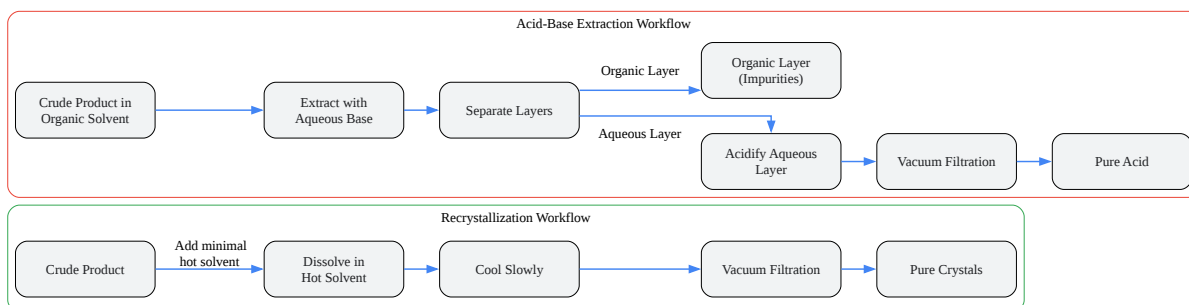 Acid-Base Extraction Workflow
Crude Product in
Organic Solvent
Extract with
Aqueous Base
Separate Layers
Organic Layer
Organic Layer
(Impurities)
Aqueous Layer
Acidify Aqueous
Layer
Vacuum Filtration
Pure Acid
Recrystallization Workflow
Crude Product
Add minimal
hot solvent
Dissolve in
Hot Solvent
Cool Slowly
Vacuum Filtration
Pure Crystals